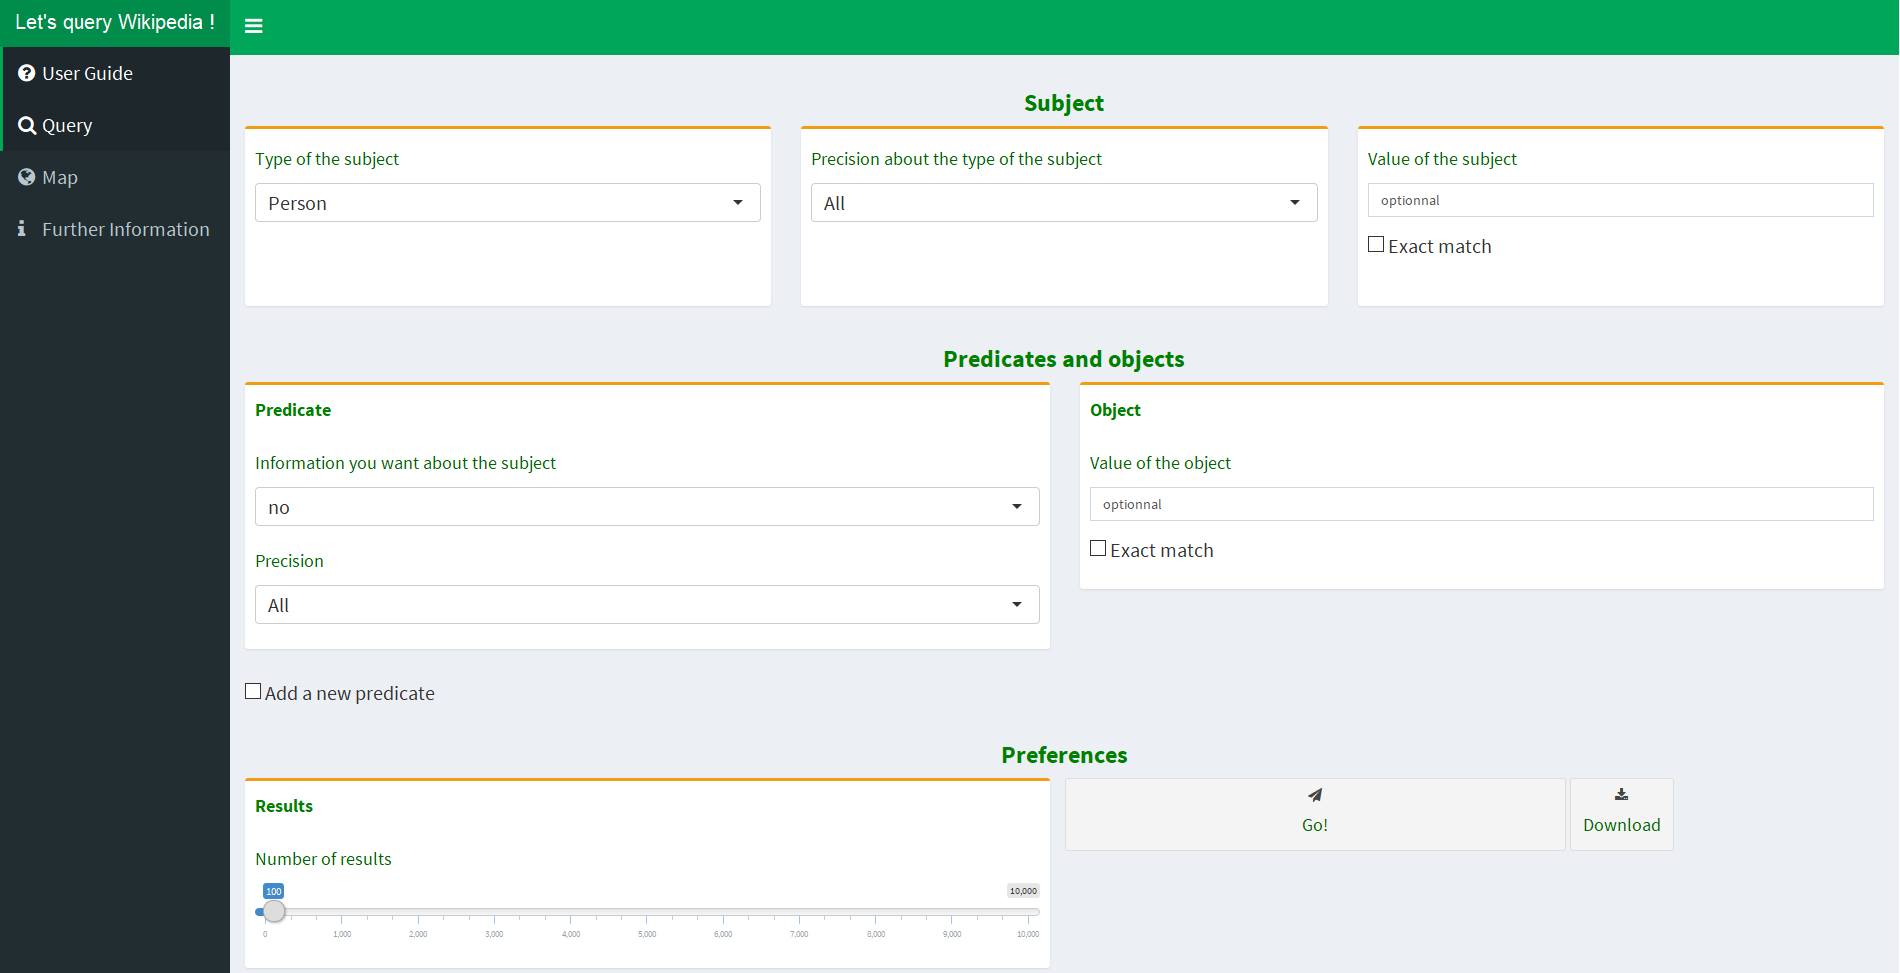 Let's query Wikipedia !
User Guide
Query
Map
Further Information
Subject
Type of the subject
Person
Precision about the type of the subject
All
Value of the subject
optionnal
Exact match
Predicates and objects
Predicate
Information you want about the subject
no
Precision
All
Object
Value of the object
optionnal
Exact match
Add a new predicate
Preferences
Results
Number of results
100
10,000
0 1,000 2,000 3,000 4,000 5,000 6,000 7,000 8,000 9,000 10,000
Go!
Download